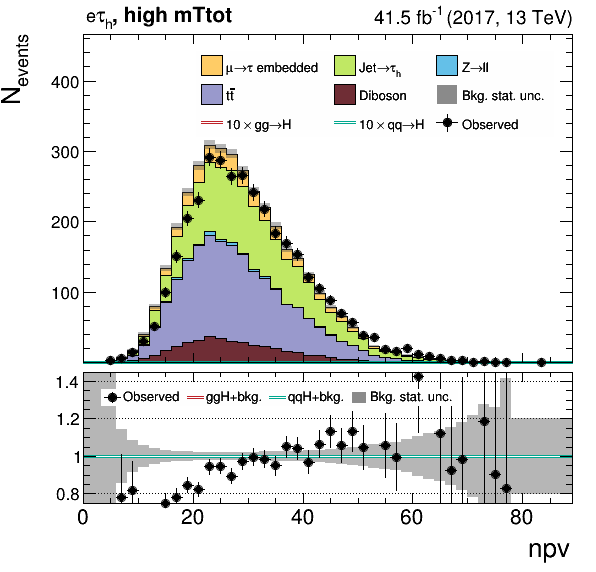 eτh, high mTtot
41.5 fb⁻¹ (2017, 13 TeV)
Nevents
μ→τ embedded
Jet→τh
Z→ll
tt̄
Diboson
Bkg. stat. unc.
10 × gg→H
10 × qq→H
Observed
400
300
200
100
Observed
ggH+bkg.
qqH+bkg.
Bkg. stat. unc.
1.4
1.2
1
0.8
0
20
40
60
80
npv